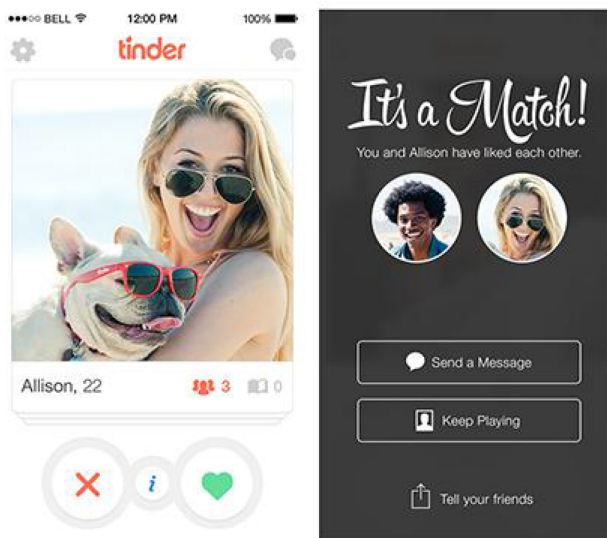 BELL 12:00 PM 100%
tinder
Allison, 22 3 0
i
It's a Match!
You and Allison have liked each other.
Send a Message
Keep Playing
Tell your friends